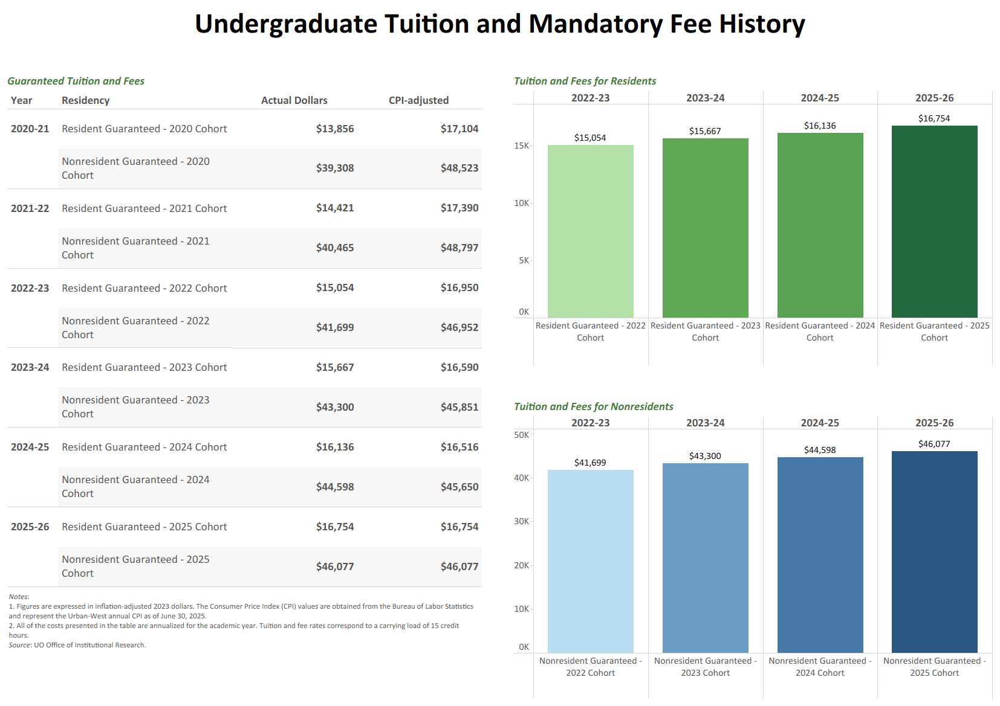 Undergraduate Tuition and Mandatory Fee History
Guaranteed Tuition and Fees
Year Residency Actual Dollars CPI-adjusted
2020-21 Resident Guaranteed - 2020 Cohort $13,856 $17,104
Nonresident Guaranteed - 2020
Cohort $39,308 $48,523
2021-22 Resident Guaranteed - 2021 Cohort $14,421 $17,390
Nonresident Guaranteed - 2021
Cohort $40,465 $48,797
2022-23 Resident Guaranteed - 2022 Cohort $15,054 $16,950
Nonresident Guaranteed - 2022
Cohort $41,699 $46,952
2023-24 Resident Guaranteed - 2023 Cohort $15,667 $16,590
Nonresident Guaranteed - 2023
Cohort $43,300 $45,851
2024-25 Resident Guaranteed - 2024 Cohort $16,136 $16,516
Nonresident Guaranteed - 2024
Cohort $44,598 $45,650
2025-26 Resident Guaranteed - 2025 Cohort $16,754 $16,754
Nonresident Guaranteed - 2025
Cohort $46,077 $46,077
Notes:
1. Figures are expressed in inflation-adjusted 2023 dollars. The Consumer Price Index (CPI) values are obtained from the Bureau of Labor Statistics
and represent the Urban-West annual CPI as of June 30, 2025.
2. All of the costs presented in the table are annualized for the academic year. Tuition and fee rates correspond to a carrying load of 15 credit
hours.
Source: UO Office of Institutional Research.
Tuition and Fees for Residents
2022-23 2023-24 2024-25 2025-26
$15,054 $15,667 $16,136 $16,754
15K
10K
5K
0K
Resident Guaranteed - 2022 Resident Guaranteed - 2023 Resident Guaranteed - 2024 Resident Guaranteed - 2025
Cohort Cohort Cohort Cohort
Tuition and Fees for Nonresidents
2022-23 2023-24 2024-25 2025-26
50K
$41,699 $43,300 $44,598 $46,077
40K
30K
20K
10K
0K
Nonresident Guaranteed - Nonresident Guaranteed - Nonresident Guaranteed - Nonresident Guaranteed -
2022 Cohort 2023 Cohort 2024 Cohort 2025 Cohort